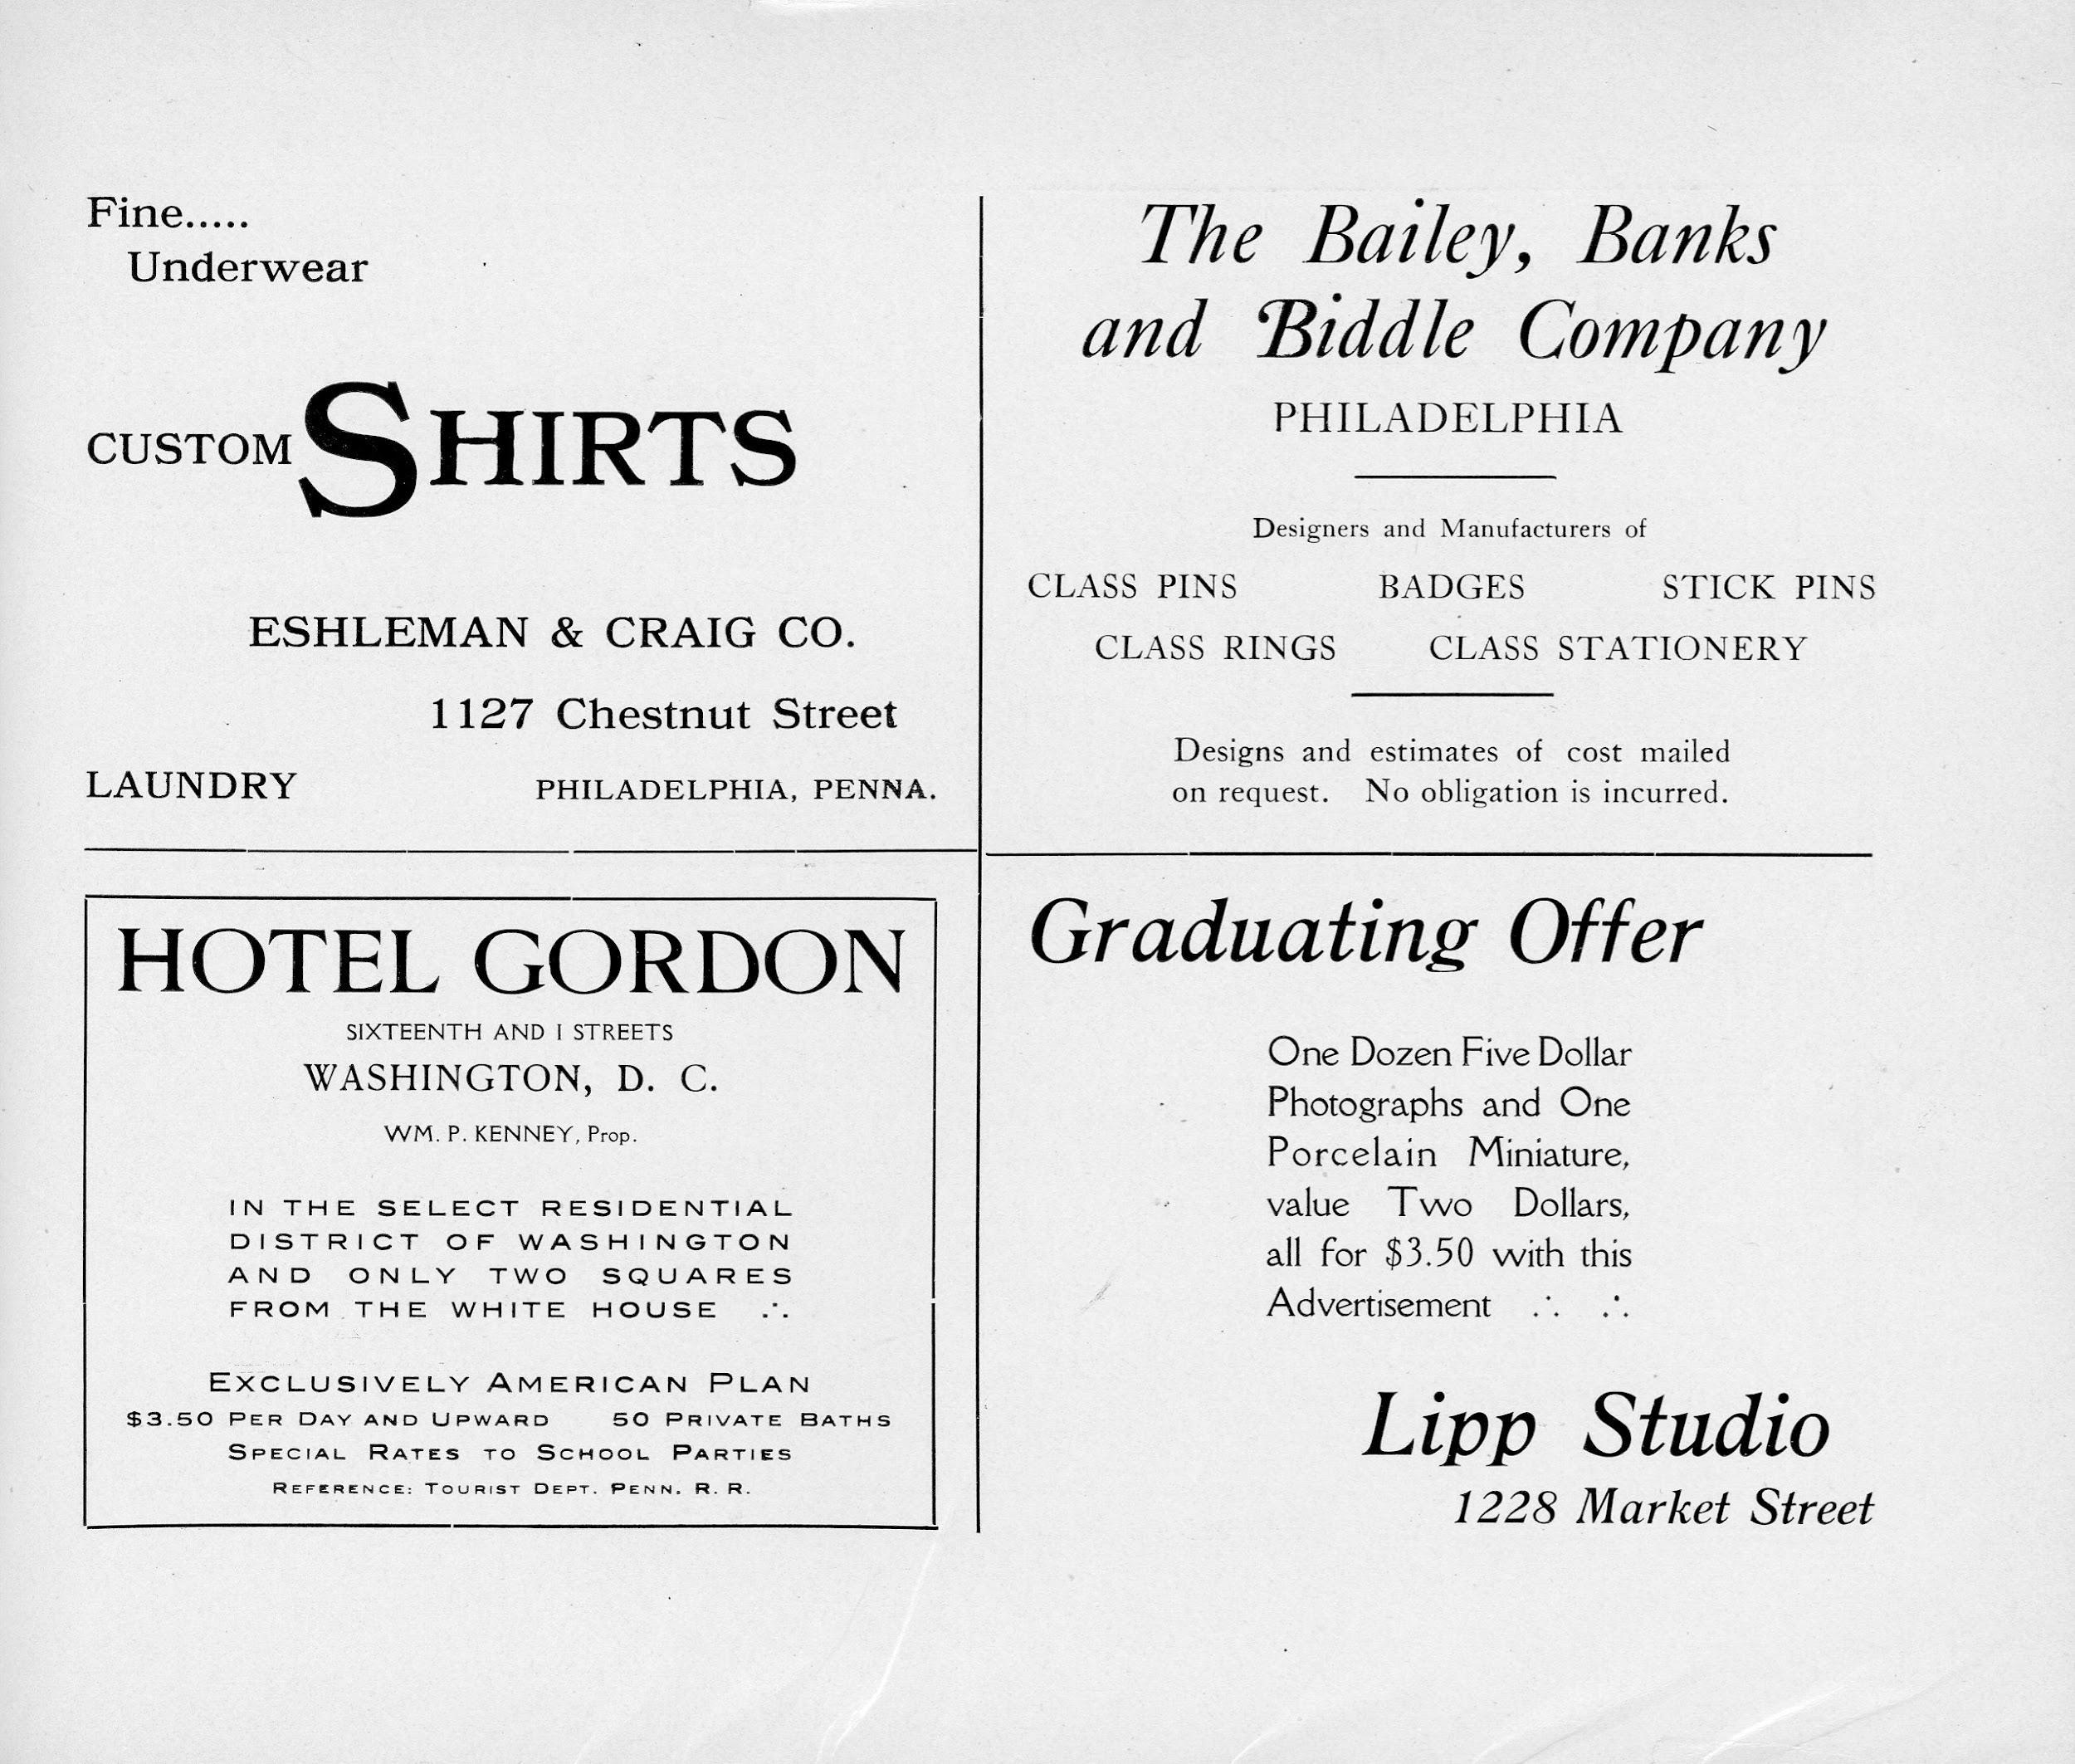 Fine.....
Underwear
CUSTOM SHIRTS
ESHLEMAN & CRAIG CO.
1127 Chestnut Street
LAUNDRY PHILADELPHIA, PENNA.
The Bailey, Banks
and Biddle Company
PHILADELPHIA
Designers and Manufacturers of
CLASS PINS BADGES STICK PINS
CLASS RINGS CLASS STATIONERY
Designs and estimates of cost mailed
on request. No obligation is incurred.
HOTEL GORDON
SIXTEENTH AND I STREETS
WASHINGTON, D. C.
WM. P. KENNEY, Prop.
IN THE SELECT RESIDENTIAL
DISTRICT OF WASHINGTON
AND ONLY TWO SQUARES
FROM THE WHITE HOUSE ∴
EXCLUSIVELY AMERICAN PLAN
$3.50 PER DAY AND UPWARD 50 PRIVATE BATHS
SPECIAL RATES TO SCHOOL PARTIES
REFERENCE: TOURIST DEPT. PENN. R. R.
Graduating Offer
One Dozen Five Dollar
Photographs and One
Porcelain Miniature,
value Two Dollars,
all for $3.50 with this
Advertisement ∴ ∴
Lipp Studio
1228 Market Street